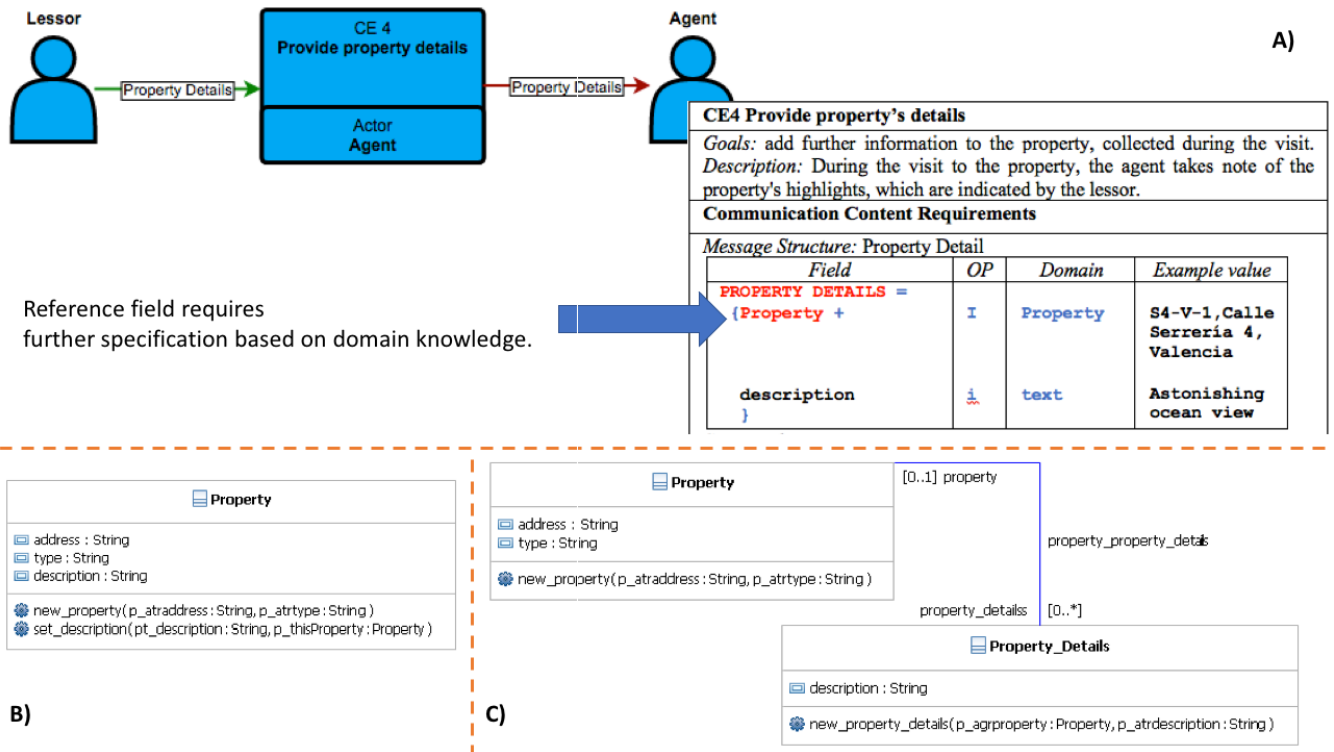 Lessor
Agent
A)
CE 4
Provide property details
Property Details
Property Details
Actor
Agent
CE4 Provide property's details
Goals: add further information to the property, collected during the visit.
Description: During the visit to the property, the agent takes note of the
property's highlights, which are indicated by the lessor.
Communication Content Requirements
Message Structure: Property Detail
Field OP Domain Example value
PROPERTY DETAILS =
{Property + I Property S4-V-1,Calle
Serrería 4,
Valencia
description i text Astonishing
} ocean view
Reference field requires
further specification based on domain knowledge.
Property
address : String
type : String
description : String
new_property(p_atraddress:String, p_atrtype:String)
set_description(pt_description:String, p_thisProperty:Property)
B)
Property
address : String
type : String
new_property(p_atraddress:String, p_atrtype:String)
[0..1] property
property_property_details
property_detailss [0..*]
Property_Details
description : String
new_property_details(p_agrproperty:Property, p_atrdescription:String)
C)